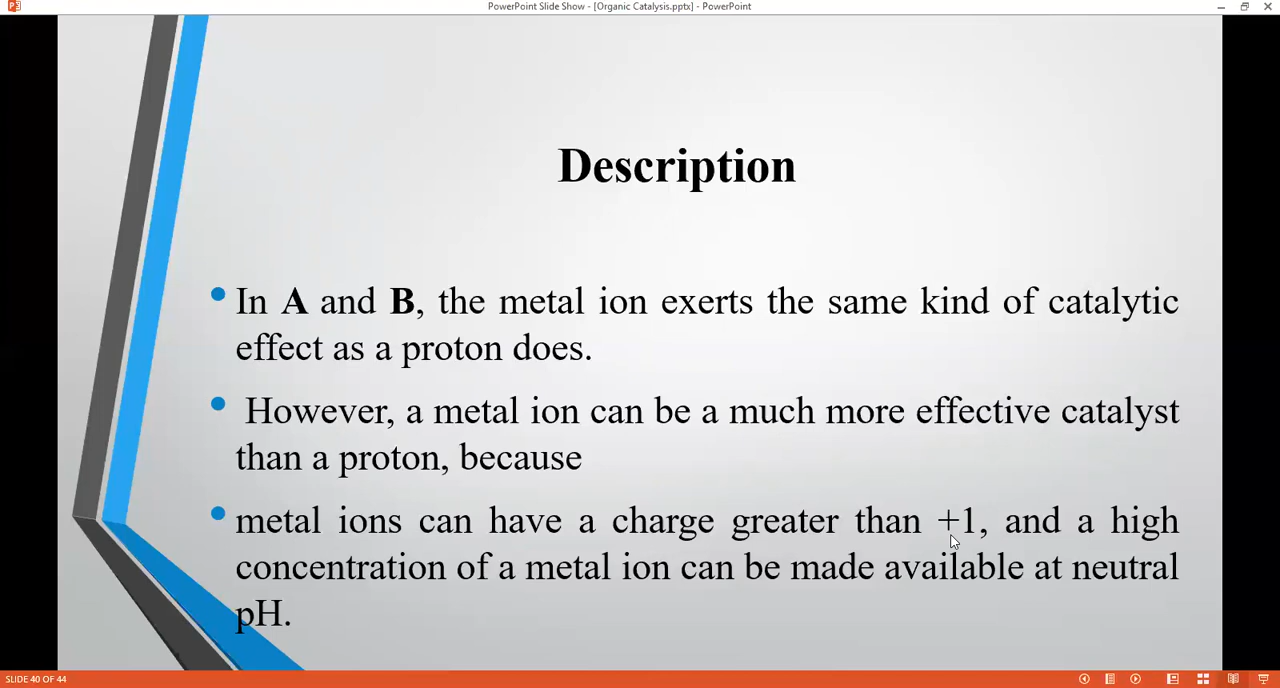 PowerPoint Slide Show - [Organic Catalysis.pptx] - PowerPoint
Description
In A and B, the metal ion exerts the same kind of catalytic
effect as a proton does.
However, a metal ion can be a much more effective catalyst
than a proton, because
metal ions can have a charge greater than +1, and a high
concentration of a metal ion can be made available at neutral
pH.
SLIDE 40 OF 44